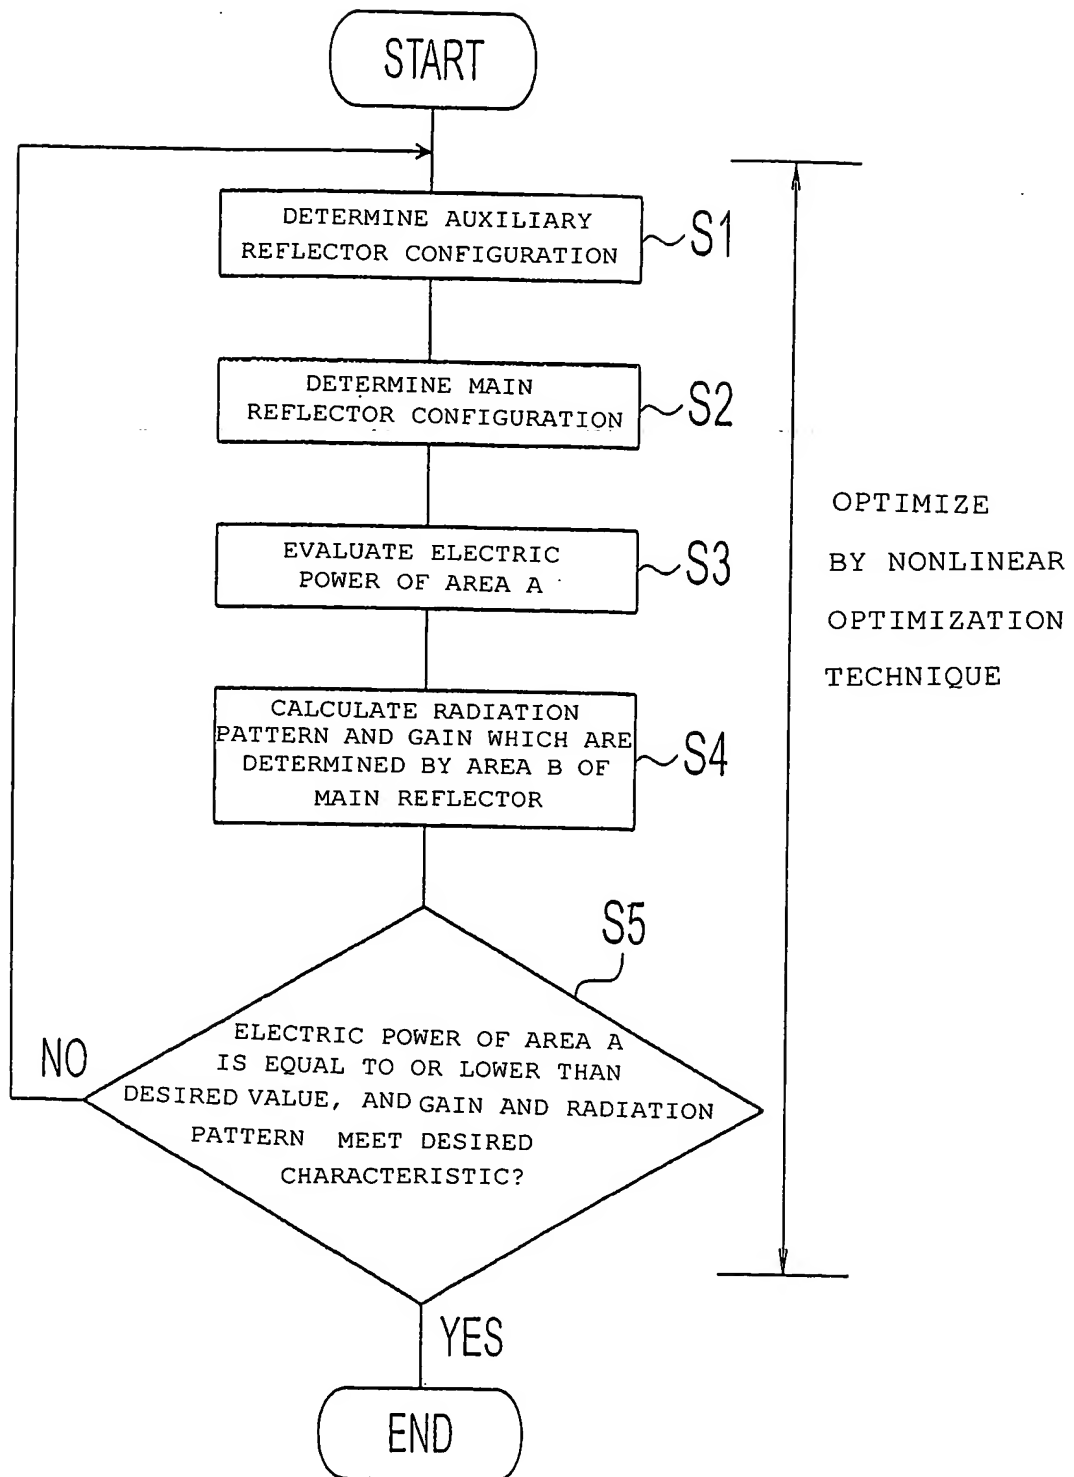 START
DETERMINE AUXILIARY
REFLECTOR CONFIGURATION
S1
DETERMINE MAIN
REFLECTOR CONFIGURATION
S2
EVALUATE ELECTRIC
POWER OF AREA A
S3
CALCULATE RADIATION
PATTERN AND GAIN WHICH ARE
DETERMINED BY AREA B OF
MAIN REFLECTOR
S4
OPTIMIZE
BY NONLINEAR
OPTIMIZATION
TECHNIQUE
S5
ELECTRIC POWER OF AREA A
IS EQUAL TO OR LOWER THAN
DESIRED VALUE, AND GAIN AND RADIATION
PATTERN MEET DESIRED
CHARACTERISTIC?
NO
YES
END